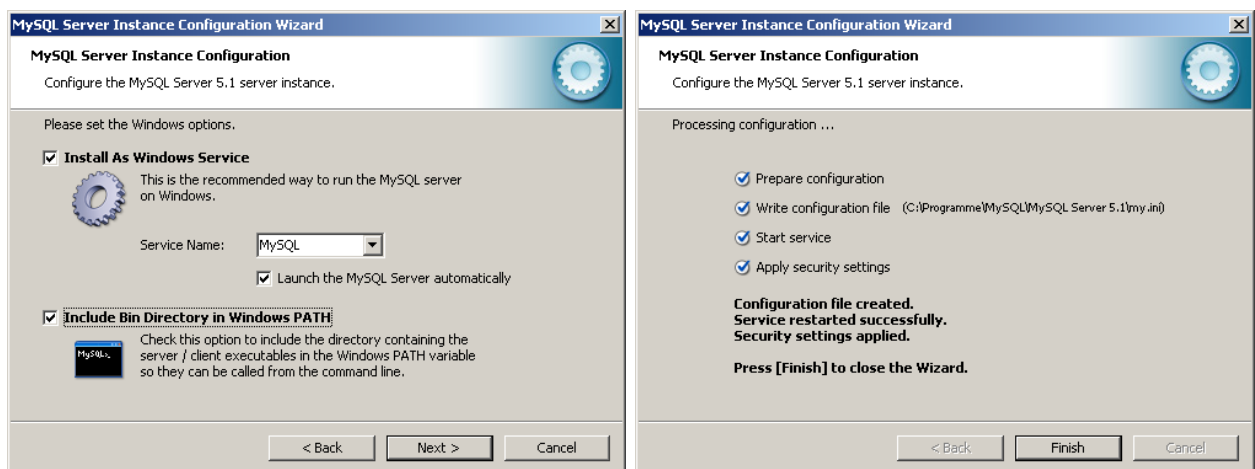 MySQL Server Instance Configuration Wizard
MySQL Server Instance Configuration
Configure the MySQL Server 5.1 server instance.
Please set the Windows options.
Install As Windows Service
This is the recommended way to run the MySQL server
on Windows.
Service Name:
MySQL
Launch the MySQL Server automatically
Include Bin Directory in Windows PATH
Check this option to include the directory containing the
server / client executables in the Windows PATH variable
so they can be called from the command line.
MySQL>_
< Back
Next >
Cancel
MySQL Server Instance Configuration Wizard
MySQL Server Instance Configuration
Configure the MySQL Server 5.1 server instance.
Processing configuration ...
Prepare configuration
Write configuration file (C:\Programme\MySQL\MySQL Server 5.1\my.ini)
Start service
Apply security settings
Configuration file created.
Service restarted successfully.
Security settings applied.
Press [Finish] to close the Wizard.
< Back
Finish
Cancel